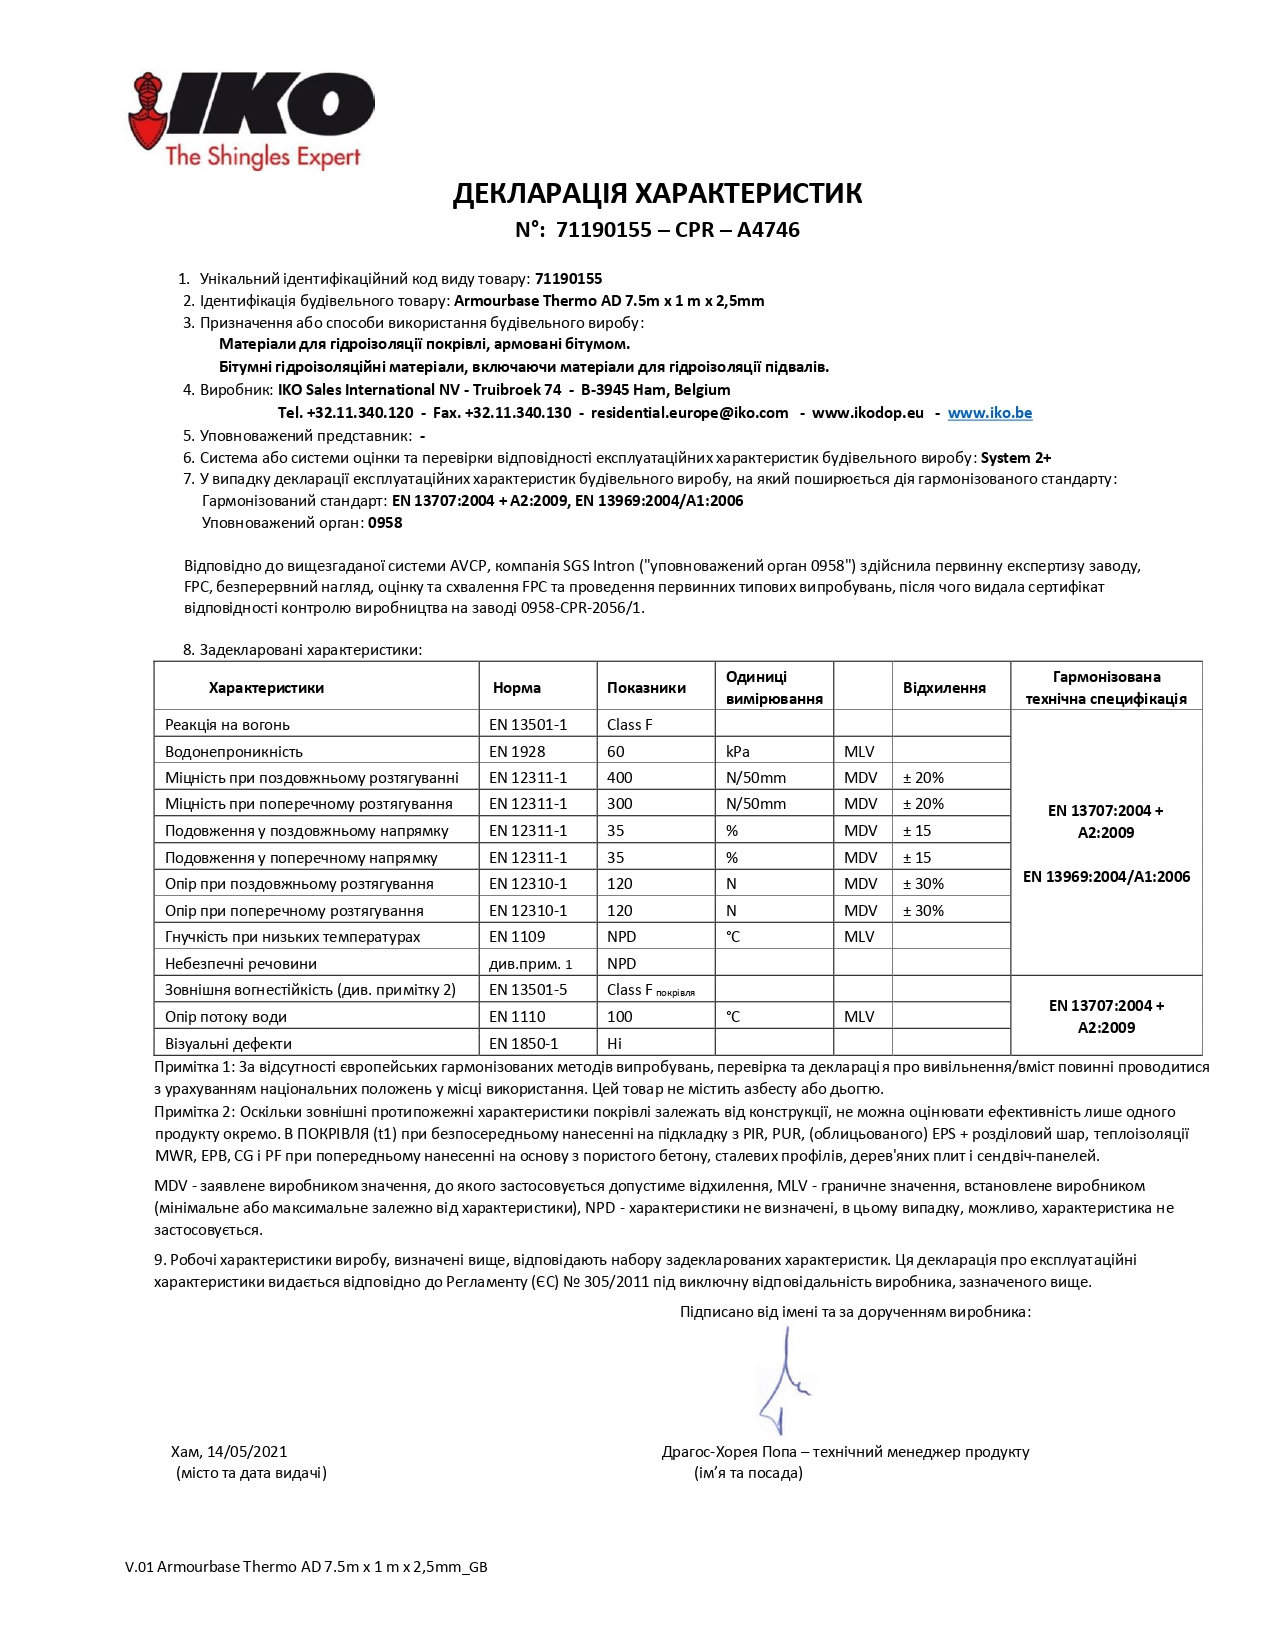 IKO
The Shingles Expert
ДЕКЛАРАЦІЯ ХАРАКТЕРИСТИК
N°: 71190155 – CPR – A4746
1. Унікальний ідентифікаційний код виду товару: 71190155
2. Ідентифікація будівельного товару: Armourbase Thermo AD 7.5m x 1 m x 2,5mm
3. Призначення або способи використання будівельного виробу:
Матеріали для гідроізоляції покрівлі, армовані бітумом.
Бітумні гідроізоляційні матеріали, включаючи матеріали для гідроізоляції підвалів.
4. Виробник: IKO Sales International NV - Truibroek 74 - B-3945 Ham, Belgium
Tel. +32.11.340.120 - Fax. +32.11.340.130 - residential.europe@iko.com - www.ikodop.eu - www.iko.be
5. Уповноважений представник: -
6. Система або системи оцінки та перевірки відповідності експлуатаційних характеристик будівельного виробу: System 2+
7. У випадку декларації експлуатаційних характеристик будівельного виробу, на який поширюється дія гармонізованого стандарту:
Гармонізований стандарт: EN 13707:2004 + A2:2009, EN 13969:2004/A1:2006
Уповноважений орган: 0958
Відповідно до вищезгаданої системи AVCP, компанія SGS Intron ("уповноважений орган 0958") здійснила первинну експертизу заводу,
FPC, безперервний нагляд, оцінку та схвалення FPC та проведення первинних типових випробувань, після чого видала сертифікат
відповідності контролю виробництва на заводі 0958-CPR-2056/1.
8. Задекларовані характеристики:
Характеристики Норма Показники Одиниці вимірювання Відхилення Гармонізована технічна специфікація
Реакція на вогонь EN 13501-1 Class F
Водонепроникність EN 1928 60 kPa MLV
Міцність при поздовжньому розтягуванні EN 12311-1 400 N/50mm MDV ± 20%
Міцність при поперечному розтягування EN 12311-1 300 N/50mm MDV ± 20%
Подовження у поздовжньому напрямку EN 12311-1 35 % MDV ± 15
Подовження у поперечному напрямку EN 12311-1 35 % MDV ± 15
Опір при поздовжньому розтягування EN 12310-1 120 N MDV ± 30%
Опір при поперечному розтягування EN 12310-1 120 N MDV ± 30%
Гнучкість при низьких температурах EN 1109 NPD °C MLV
Небезпечні речовини див.прим. 1 NPD
EN 13707:2004 +
A2:2009
EN 13969:2004/A1:2006
Зовнішня вогнестійкість (див. примітку 2) EN 13501-5 Class F покрівля
Опір потоку води EN 1110 100 °C MLV
Візуальні дефекти EN 1850-1 Ні
EN 13707:2004 +
A2:2009
Примітка 1: За відсутності європейських гармонізованих методів випробувань, перевірка та декларація про вивільнення/вміст повинні проводитися
з урахуванням національних положень у місці використання. Цей товар не містить азбесту або дьогтю.
Примітка 2: Оскільки зовнішні протипожежні характеристики покрівлі залежать від конструкції, не можна оцінювати ефективність лише одного
продукту окремо. В ПОКРІВЛЯ (t1) при безпосередньому нанесенні на підкладку з PIR, PUR, (облицьованого) EPS + розділовий шар, теплоізоляції
MWR, EPB, CG і PF при попередньому нанесенні на основу з пористого бетону, сталевих профілів, дерев'яних плит і сендвіч-панелей.
MDV - заявлене виробником значення, до якого застосовується допустиме відхилення, MLV - граничне значення, встановлене виробником
(мінімальне або максимальне залежно від характеристики), NPD - характеристики не визначені, в цьому випадку, можливо, характеристика не
застосовується.
9. Робочі характеристики виробу, визначені вище, відповідають набору задекларованих характеристик. Ця декларація про експлуатаційні
характеристики видається відповідно до Регламенту (ЄС) № 305/2011 під виключну відповідальність виробника, зазначеного вище.
Підписано від імені та за дорученням виробника:
Хам, 14/05/2021 Драгос-Хорея Попа – технічний менеджер продукту
(місто та дата видачі) (ім’я та посада)
V.01 Armourbase Thermo AD 7.5m x 1 m x 2,5mm_GB